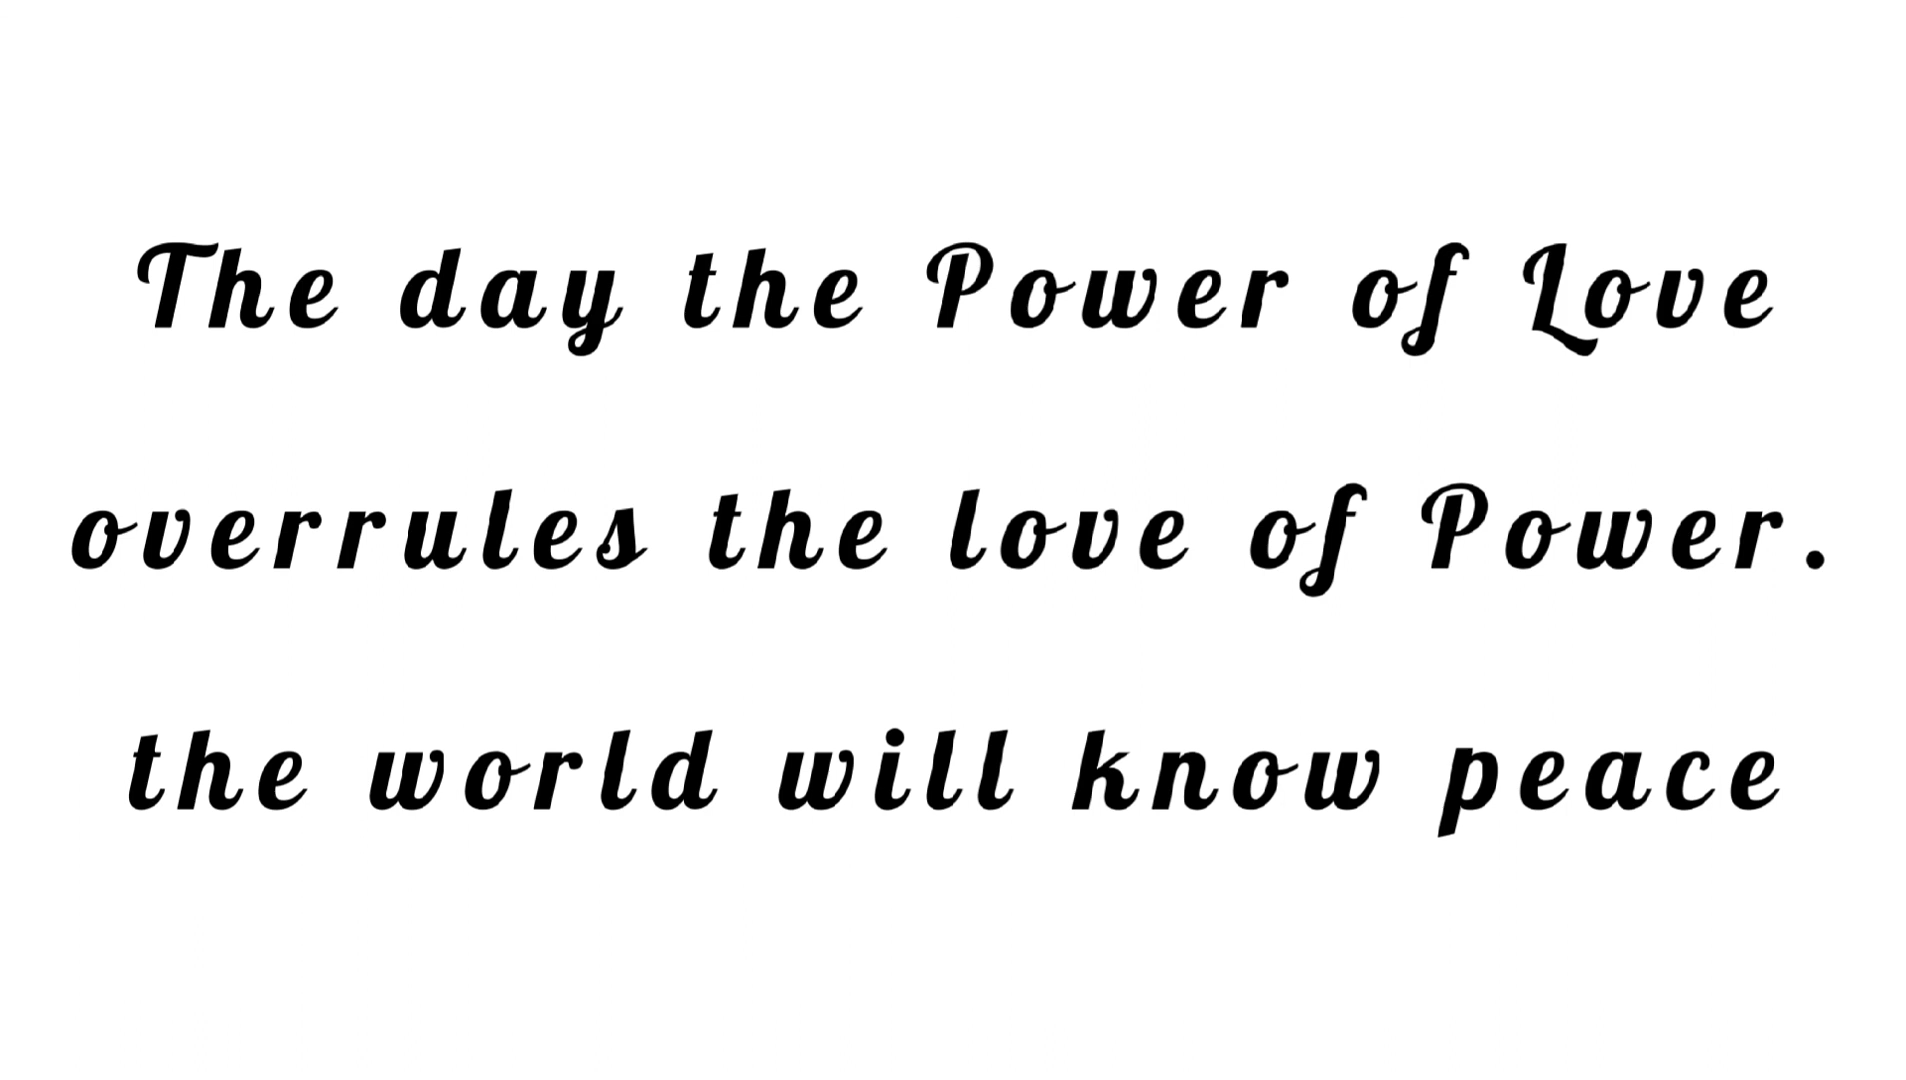 The day the Power of Love
overrules the love of Power.
the world will know peace